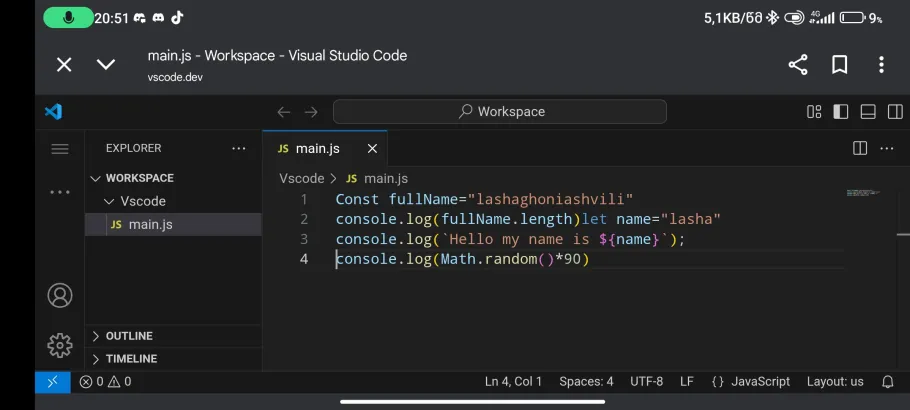 20:51 5,1KB/წმ 4G 9%
main.js - Workspace - Visual Studio Code
vscode.dev
Workspace
EXPLORER
JS main.js
WORKSPACE
Vscode
JS main.js
OUTLINE
TIMELINE
Vscode > JS main.js
1 Const fullName="lashaghoniashvili"
2 console.log(fullName.length)let name="lasha"
3 console.log(`Hello my name is ${name}`);
4 console.log(Math.random()*90)
0 0 Ln 4, Col 1 Spaces: 4 UTF-8 LF {} JavaScript Layout: us